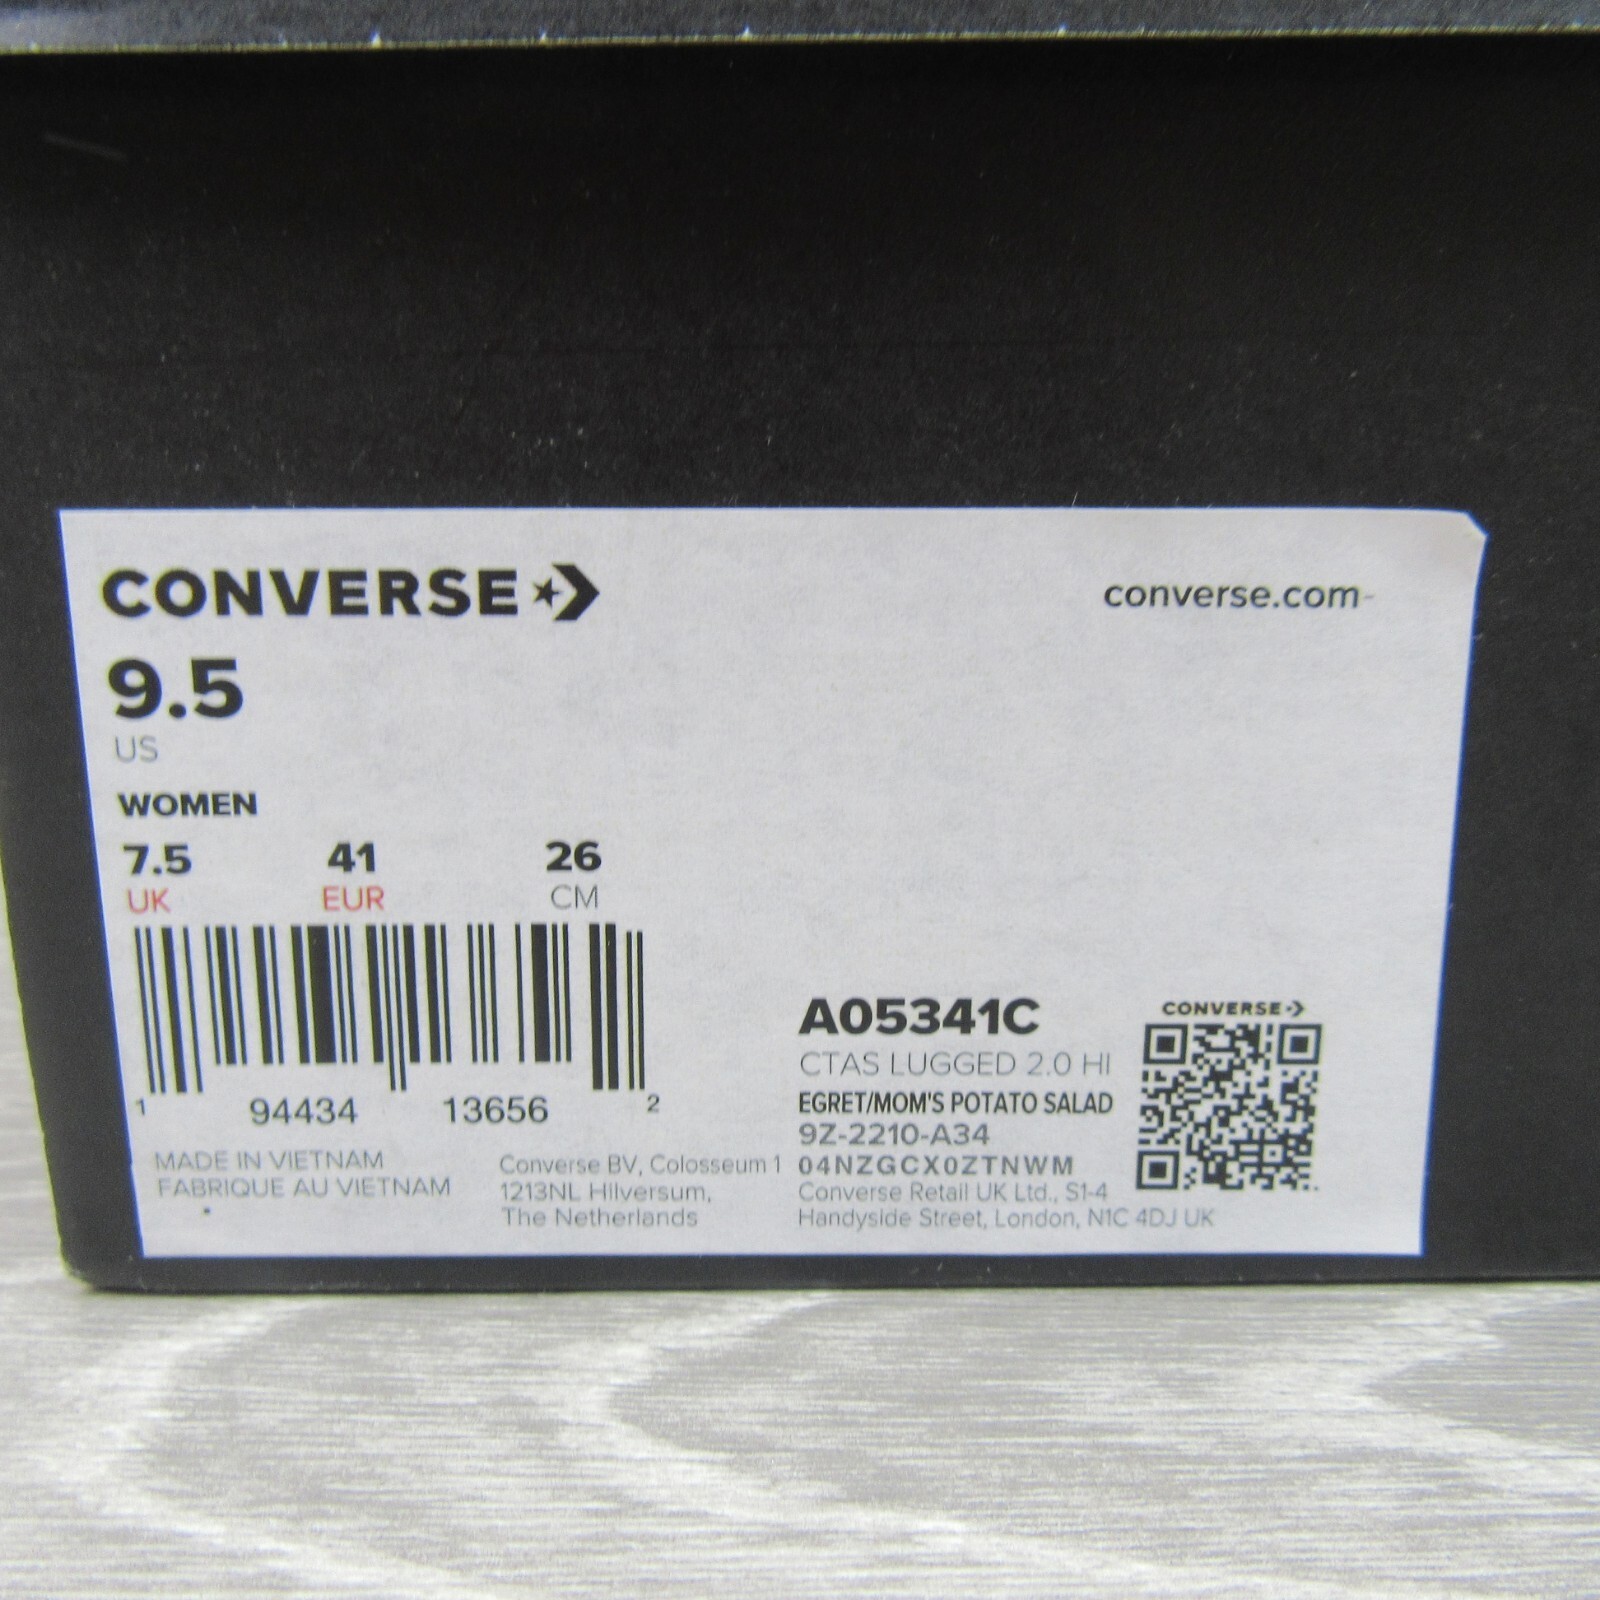 CONVERSE
converse.com
9.5
US
WOMEN
7.5 41 26
UK EUR CM
1 94434 13656 2
MADE IN VIETNAM
FABRIQUE AU VIETNAM
Converse BV, Colosseum 1
1213NL Hilversum,
The Netherlands
A05341C
CTAS LUGGED 2.0 HI
EGRET/MOM'S POTATO SALAD
9Z-2210-A34
04NZGCX0ZTNWM
Converse Retail UK Ltd., S1-4
Handyside Street, London, N1C 4DJ UK
CONVERSE